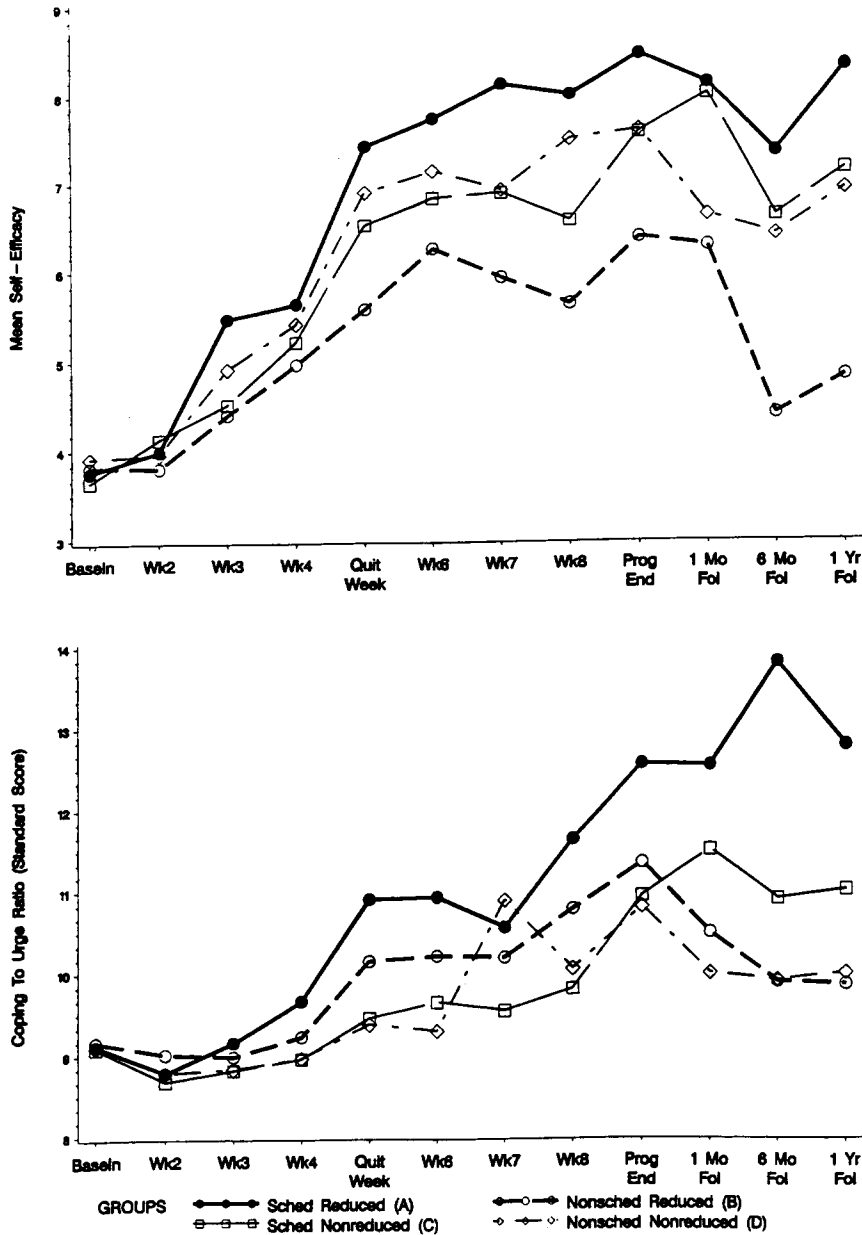 9
8
7
6
5
4
3
Mean Self-Efficacy
Baseln Wk2 Wk3 Wk4 Quit Week Wk6 Wk7 Wk8 Prog End 1 Mo Fol 6 Mo Fol 1 Yr Fol
14
13
12
11
10
9
8
Coping To Urge Ratio (Standard Score)
Baseln Wk2 Wk3 Wk4 Quit Week Wk6 Wk7 Wk8 Prog End 1 Mo Fol 6 Mo Fol 1 Yr Fol
GROUPS Sched Reduced (A) Nonsched Reduced (B)
Sched Nonreduced (C) Nonsched Nonreduced (D)